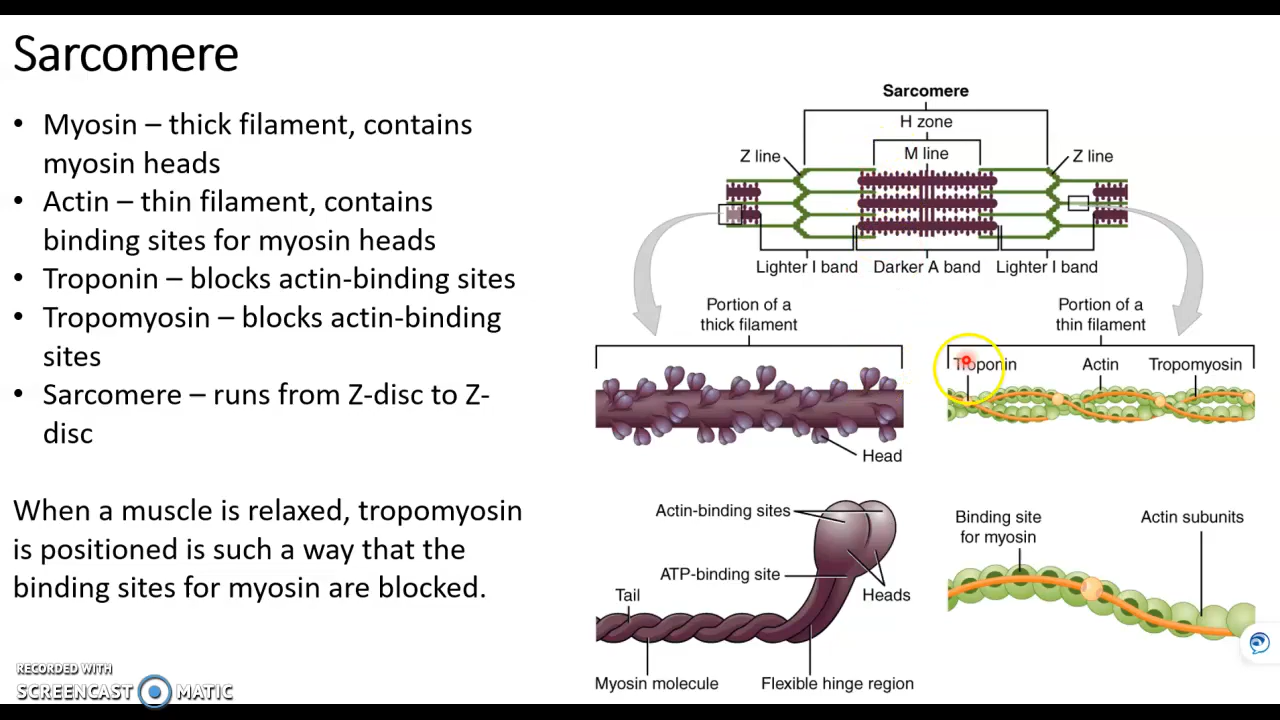 Sarcomere
• Myosin – thick filament, contains
myosin heads
• Actin – thin filament, contains
binding sites for myosin heads
• Troponin – blocks actin-binding sites
• Tropomyosin – blocks actin-binding
sites
• Sarcomere – runs from Z-disc to Z-
disc
When a muscle is relaxed, tropomyosin
is positioned is such a way that the
binding sites for myosin are blocked.
RECORDED WITH
SCREENCAST MATIC
Sarcomere
H zone
M line
Z line
Z line
Lighter I band
Darker A band
Lighter I band
Portion of a
thick filament
Head
Portion of a
thin filament
Troponin
Actin
Tropomyosin
Actin-binding sites
ATP-binding site
Heads
Tail
Myosin molecule
Flexible hinge region
Binding site
for myosin
Actin subunits